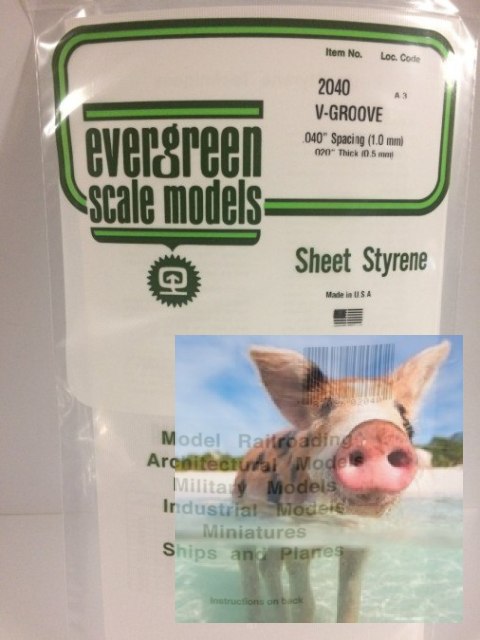 Item No. Loc. Code
2040 A 3
V-GROOVE
.040" Spacing (1.0 mm)
.020" Thick (0.5 mm)
evergreen
scale models
Sheet Styrene
Made in U.S.A
Model Railroading
Architectural Models
Military Models
Industrial Models
Miniatures
Ships and Planes
Instructions on back